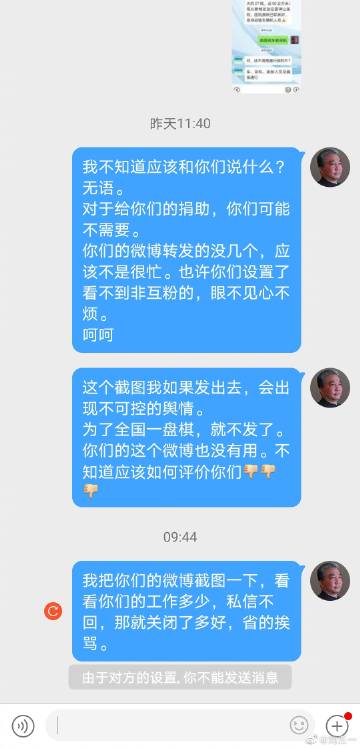 昨天11:40
我不知道应该和你们说什么？
无语。
对于给你们的捐助，你们可能
不需要。
你们的微博转发的没几个，应
该不是很忙。也许你们设置了
看不到非互粉的，眼不见心不
烦。
呵呵
这个截图我如果发出去，会出
现不可控的舆情。
为了全国一盘棋，就不发了。
你们的这个微博也没有用。不
知道应该如何评价你们👎👎
👎
09:44
我把你们的微博截图一下，看
看你们的工作多少，私信不
回，那就关闭了多好，省的挨
骂。
由于对方的设置,你不能发送消息